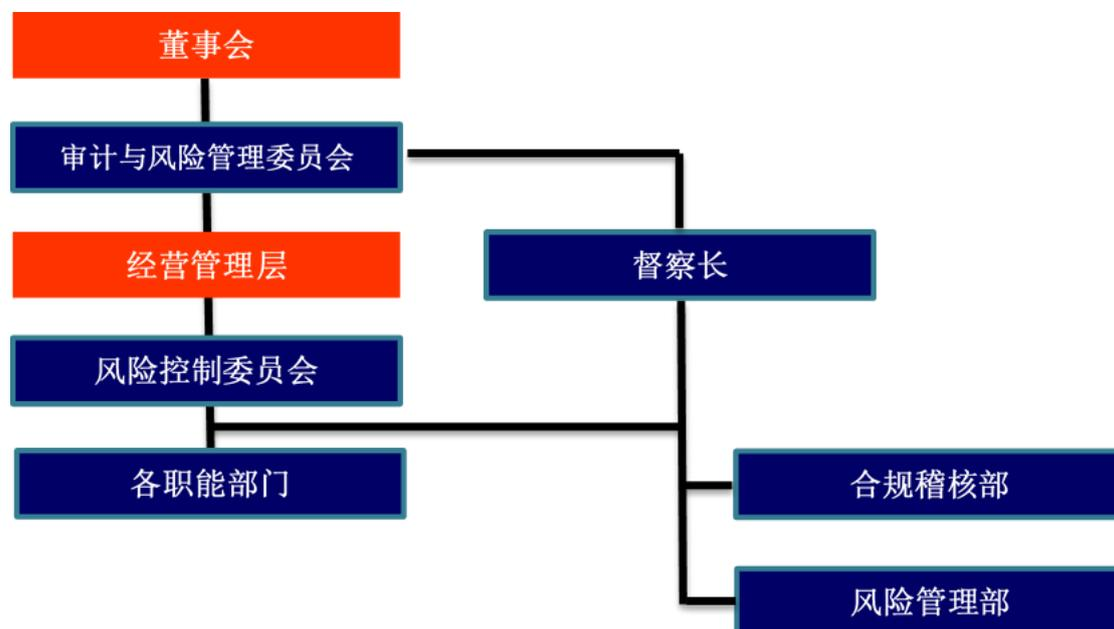 董事会
审计与风险管理委员会
经营管理层
督察长
风险控制委员会
各职能部门
合规稽核部
风险管理部